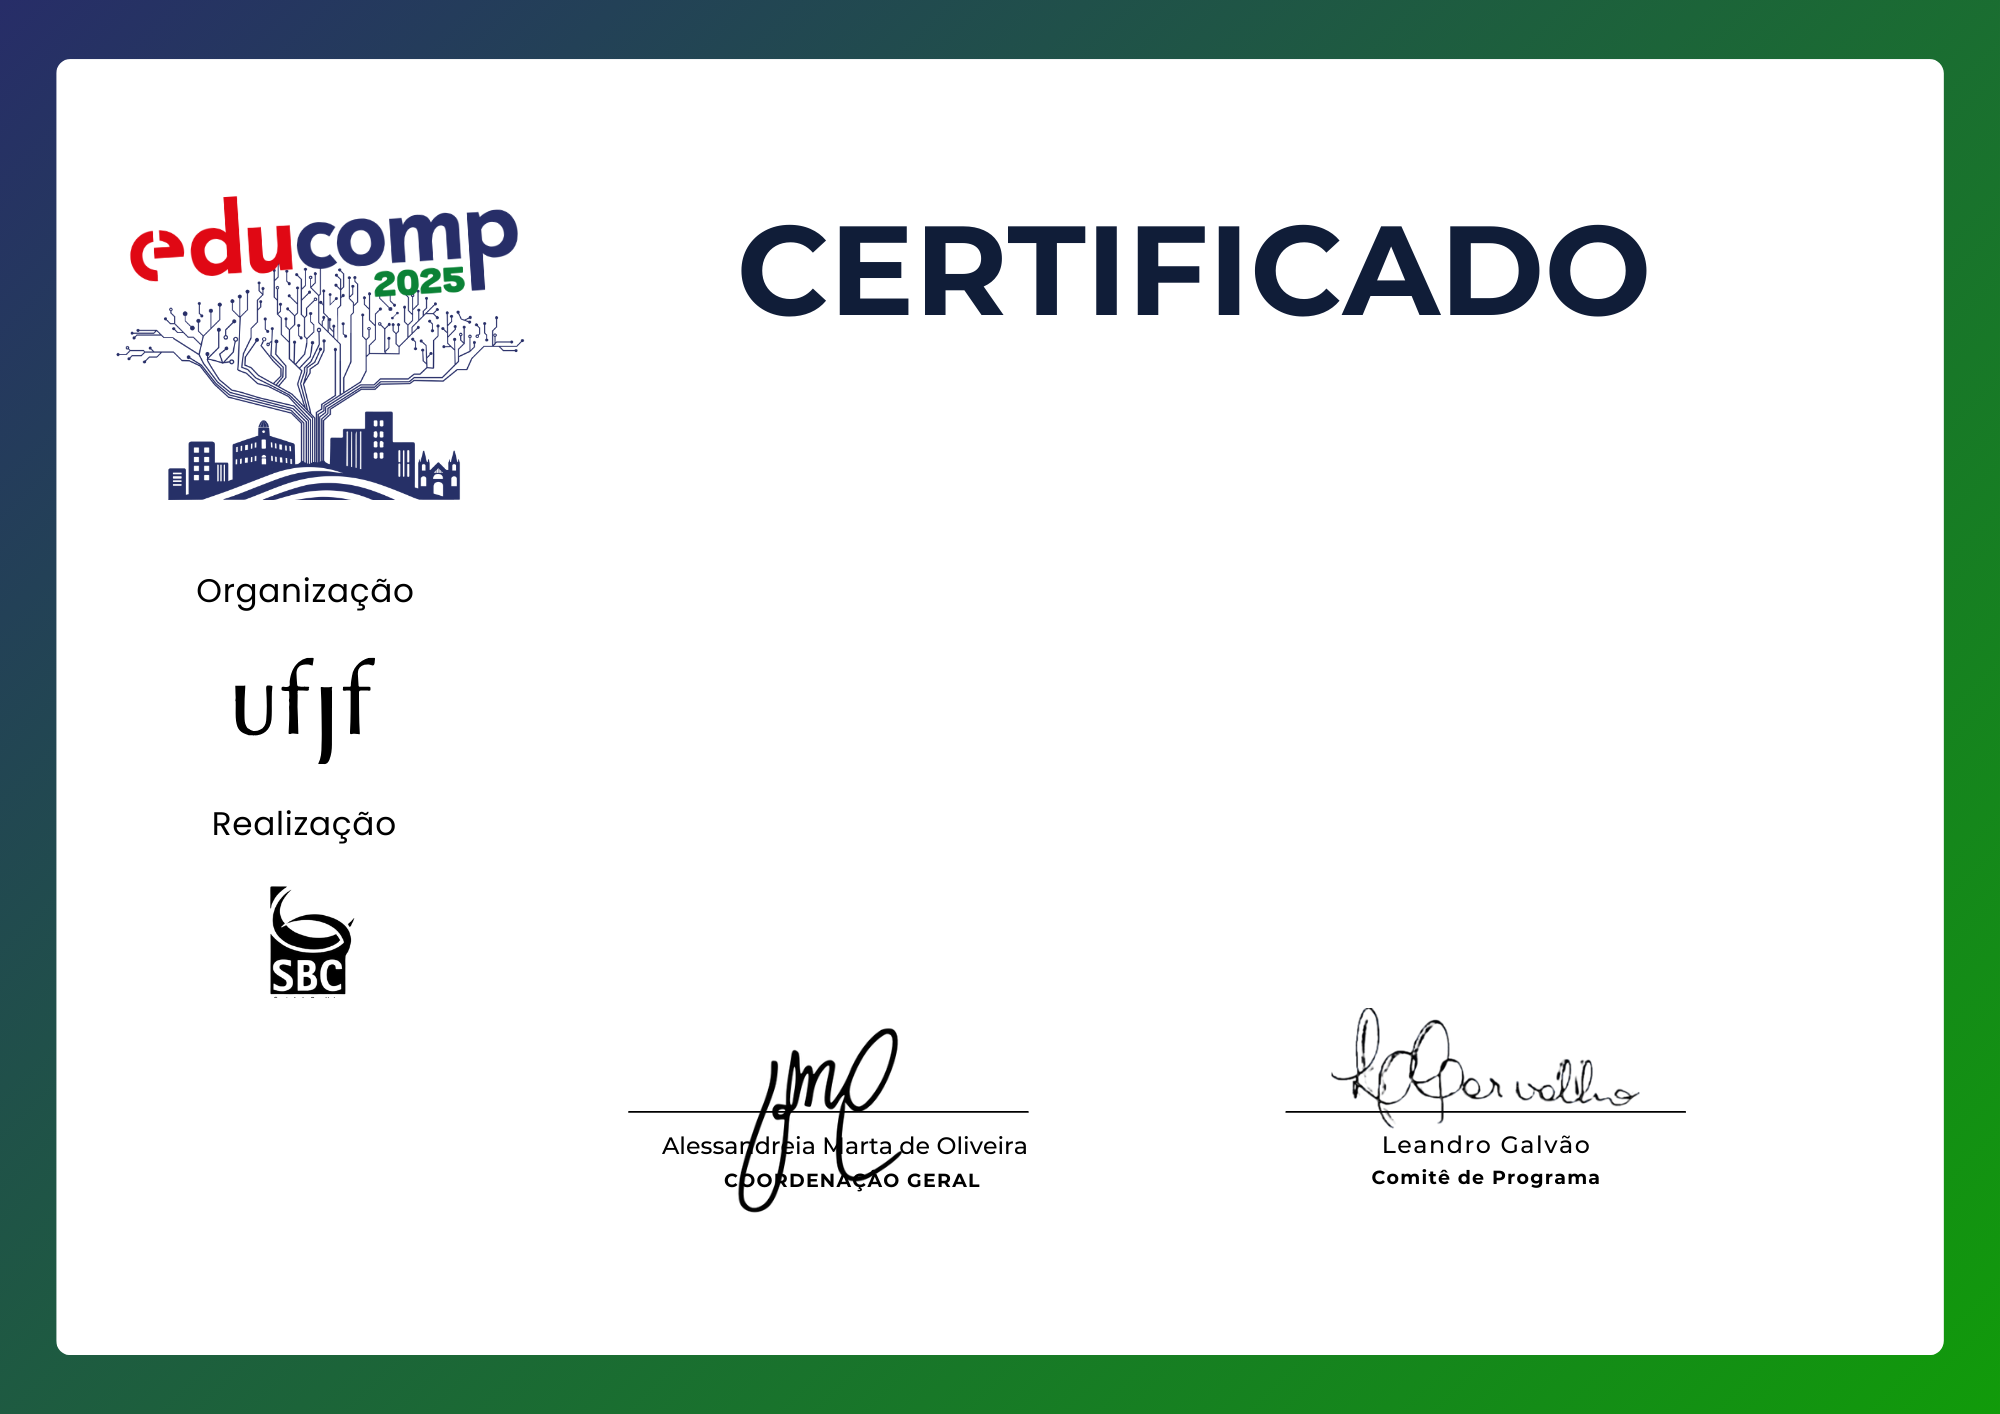 educomp
2025
CERTIFICADO
Organização
ufjf
Realização
SBC
Alessandreia Marta de Oliveira
COORDENAÇÃO GERAL
Leandro Galvão
Comitê de Programa